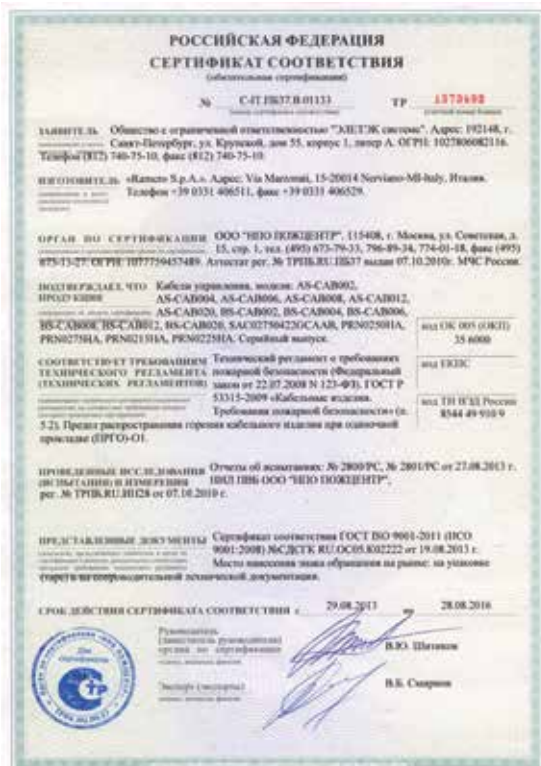 РОССИЙСКАЯ ФЕДЕРАЦИЯ
СЕРТИФИКАТ СООТВЕТСТВИЯ
(обязательная сертификация)
№ C-IT.ПБ37.В.01133 ТР 1373692
ЗАЯВИТЕЛЬ Общество с ограниченной ответственностью "ЭЛЕТЭК системс". Адрес: 192148, г.
Санкт-Петербург, ул. Крупской, дом 55, корпус 1, литер А. ОГРН: 1027806082116.
Телефон (812) 740-75-10, факс (812) 740-75-10.
ИЗГОТОВИТЕЛЬ «Ramcro S.p.A.». Адрес: Via Marzorati, 15-20014 Nerviano-MI-Italy, Италия.
Телефон +39 0331 406511, факс +39 0331 406529.
ОРГАН ПО СЕРТИФИКАЦИИ ООО "НПО ПОЖЦЕНТР", 115408, г. Москва, ул. Советская, д.
15, стр. 1, тел. (495) 673-79-33, 796-89-34, 774-01-18, факс (495)
673-13-27. ОГРН: 1077759457489. Аттестат рег. № ТРПБ.RU.ПБ37 выдан 07.10.2010г. МЧС России.
ПОДТВЕРЖДАЕТ, ЧТО Кабели управления, модели: AS-CAB002,
ПРОДУКЦИЯ AS-CAB004, AS-CAB006, AS-CAB008, AS-CAB012,
AS-CAB020, BS-CAB002, BS-CAB004, BS-CAB006,
BS-CAB008, BS-CAB012, BS-CAB020, SAC02750422GCAAB, PRN0250HA,
PRN0275HA, PRN0215HA, PRN0225HA. Серийный выпуск.
код ОК 005 (ОКП)
35 6000
СООТВЕТСТВУЕТ ТРЕБОВАНИЯМ Технический регламент о требованиях
ТЕХНИЧЕСКОГО РЕГЛАМЕНТА пожарной безопасности (Федеральный
(ТЕХНИЧЕСКИХ РЕГЛАМЕНТОВ) закон от 22.07.2008 N 123-ФЗ). ГОСТ Р
53315-2009 «Кабельные изделия.
Требования пожарной безопасности» (п.
5.2). Предел распространения горения кабельного изделия при одиночной
прокладке (ПРГО)-О1.
код ЕКПС
код ТН ВЭД России
8544 49 910 9
ПРОВЕДЕННЫЕ ИССЛЕДОВАНИЯ Отчеты об испытаниях: № 2800/РС, № 2801/РС от 27.08.2013 г.
(ИСПЫТАНИЯ) И ИЗМЕРЕНИЯ НИЛ ПВБ ООО "НПО ПОЖЦЕНТР",
рег. № ТРПБ.RU.ИН28 от 07.10.2010 г.
ПРЕДСТАВЛЕННЫЕ ДОКУМЕНТЫ Сертификат соответствия ГОСТ ISO 9001-2011 (ИСО
9001:2008) №СДСГК RU.ОС05.К02222 от 19.08.2013 г.
Место нанесения знака обращения на рынке: на упаковке
(таре) и на сопроводительной технической документации.
СРОК ДЕЙСТВИЯ СЕРТИФИКАТА СООТВЕТСТВИЯ с 29.08.2013 по 28.08.2016
Руководитель
(заместитель руководителя)
органа по сертификации
В.Ю. Шитиков
Эксперт (эксперты)
В.Б. Смирнов
Для
сертификатов